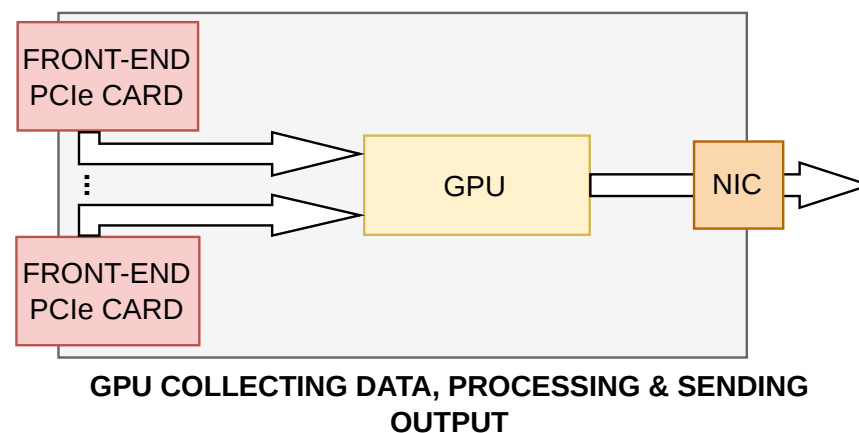 FRONT-END
PCIe CARD
GPU
NIC
FRONT-END
PCIe CARD
GPU COLLECTING DATA, PROCESSING & SENDING
OUTPUT